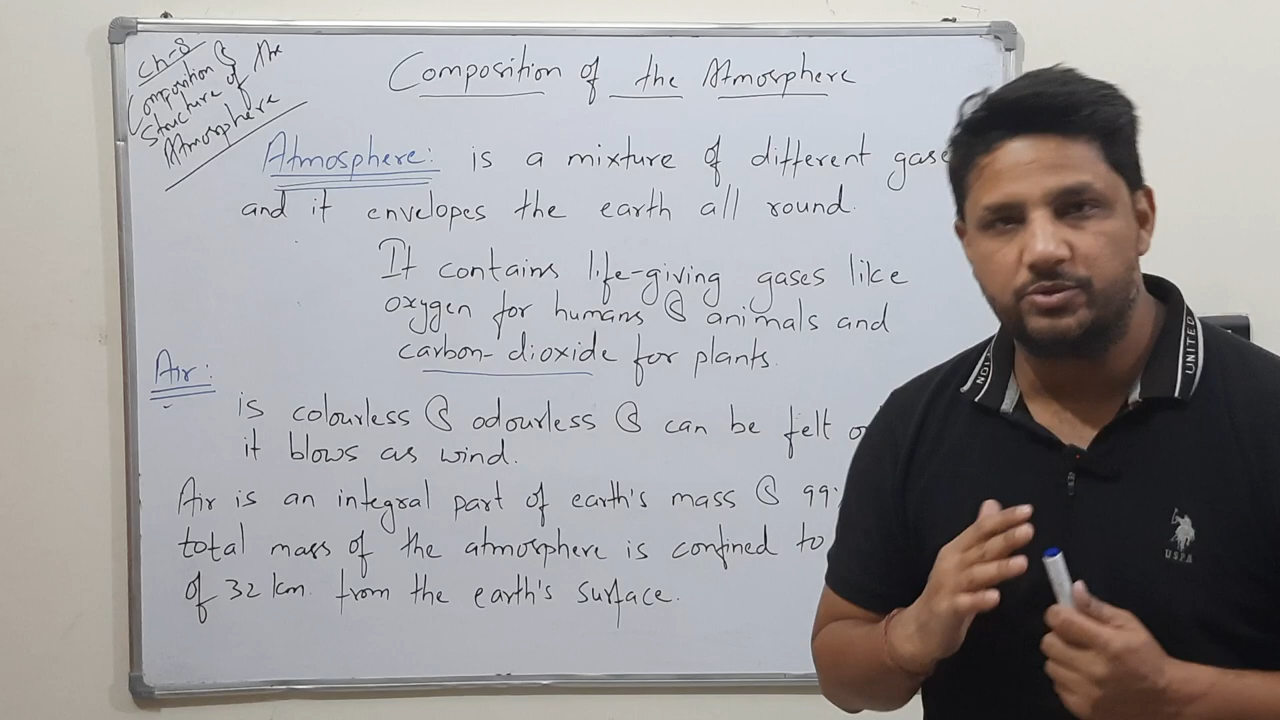 Ch-8
Composition &
Structure of the
Atmosphere
Composition of the Atmosphere
Atmosphere: is a mixture of different gase
and it envelopes the earth all round.
It contains life-giving gases like
oxygen for humans & animals and
carbon-dioxide for plants.
Air:
is colourless & odourless & can be felt
it blows as wind.
Air is an integral part of earth's mass & 99
total mass of the atmosphere is confined to
of 32 km. from the earth's surface.
UNITED
USPA